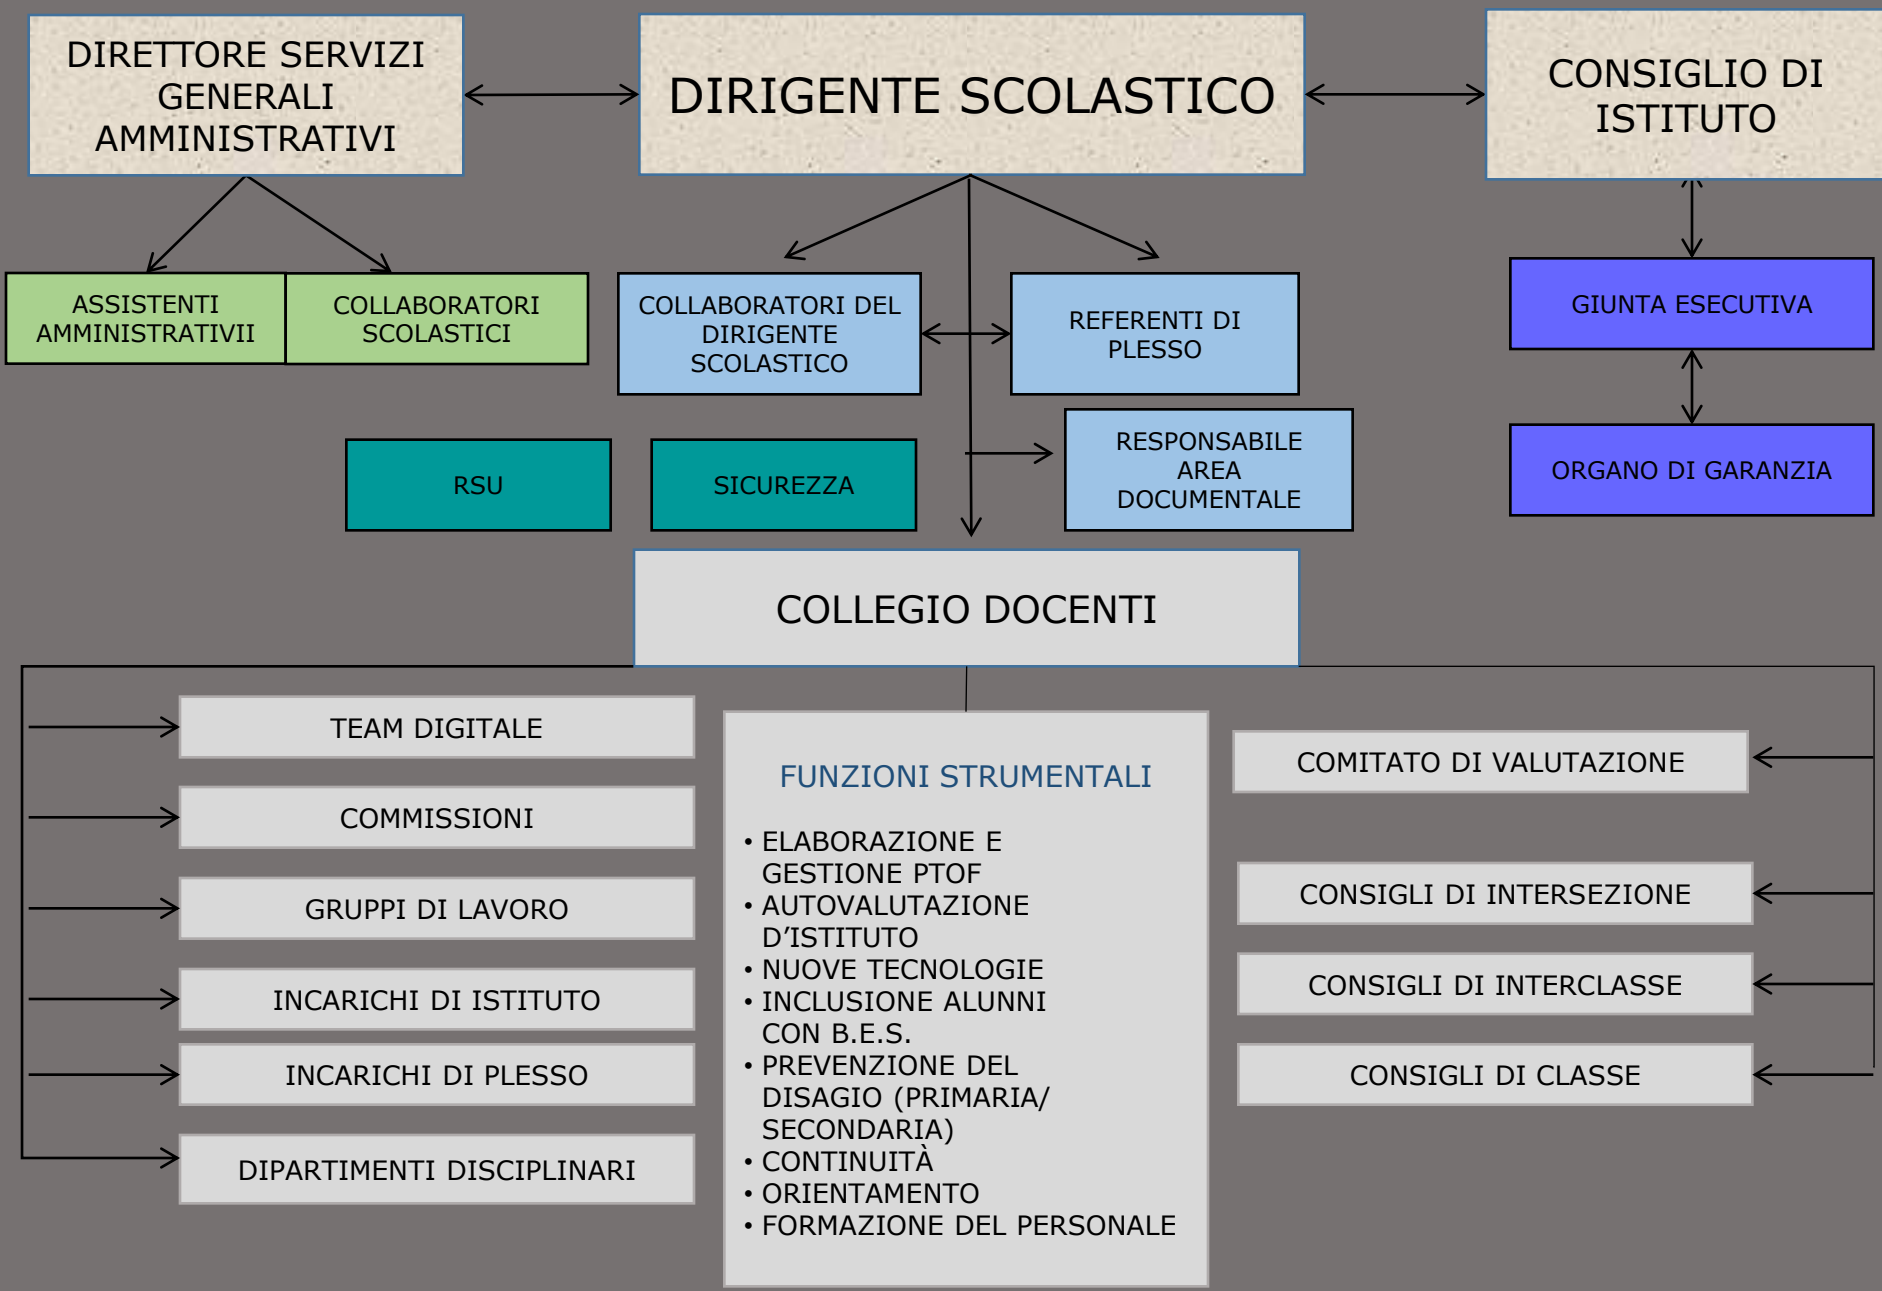 DIRETTORE SERVIZI
GENERALI
AMMINISTRATIVI
DIRIGENTE SCOLASTICO
CONSIGLIO DI
ISTITUTO
ASSISTENTI
AMMINISTRATIVII
COLLABORATORI
SCOLASTICI
COLLABORATORI DEL
DIRIGENTE
SCOLASTICO
REFERENTI DI
PLESSO
GIUNTA ESECUTIVA
RSU
SICUREZZA
RESPONSABILE
AREA
DOCUMENTALE
ORGANO DI GARANZIA
COLLEGIO DOCENTI
TEAM DIGITALE
COMMISSIONI
GRUPPI DI LAVORO
INCARICHI DI ISTITUTO
INCARICHI DI PLESSO
DIPARTIMENTI DISCIPLINARI
FUNZIONI STRUMENTALI
• ELABORAZIONE E
GESTIONE PTOF
• AUTOVALUTAZIONE
D’ISTITUTO
• NUOVE TECNOLOGIE
• INCLUSIONE ALUNNI
CON B.E.S.
• PREVENZIONE DEL
DISAGIO (PRIMARIA/
SECONDARIA)
• CONTINUITÀ
• ORIENTAMENTO
• FORMAZIONE DEL PERSONALE
COMITATO DI VALUTAZIONE
CONSIGLI DI INTERSEZIONE
CONSIGLI DI INTERCLASSE
CONSIGLI DI CLASSE